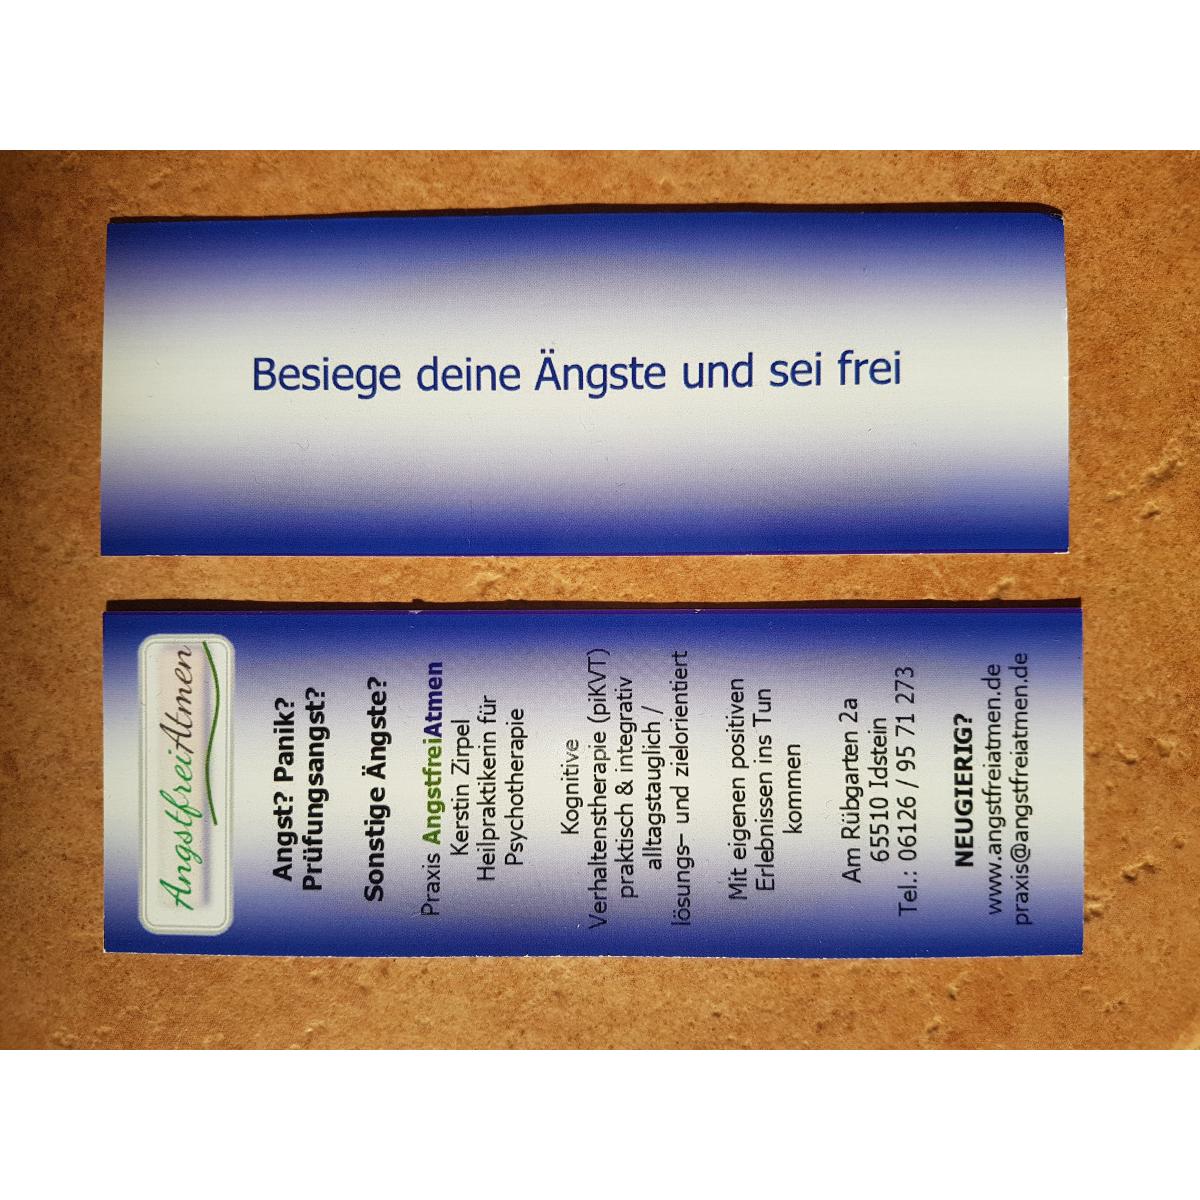 Besiege deine Ängste und sei frei
AngstfreiAtmen
Angst? Panik?
Prüfungsangst?
Sonstige Ängste?
Praxis AngstfreiAtmen
Kerstin Zirpel
Heilpraktikerin für
Psychotherapie
Kognitive
Verhaltenstherapie (piKVT)
praktisch & integrativ
alltagstauglich /
lösungs– und zielorientiert
Mit eigenen positiven
Erlebnissen ins Tun
kommen
Am Rübgarten 2a
65510 Idstein
Tel.: 06126 / 95 71 273
NEUGIERIG?
www.angstfreiatmen.de
praxis@angstfreiatmen.de